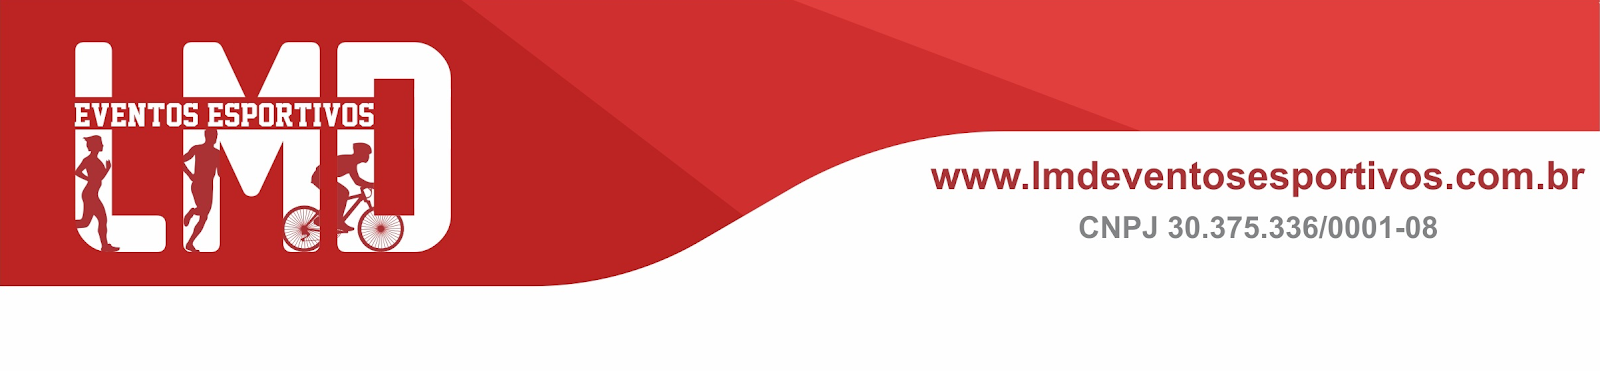 LMD
EVENTOS ESPORTIVOS
www.lmdeventosesportivos.com.br
CNPJ 30.375.336/0001-08